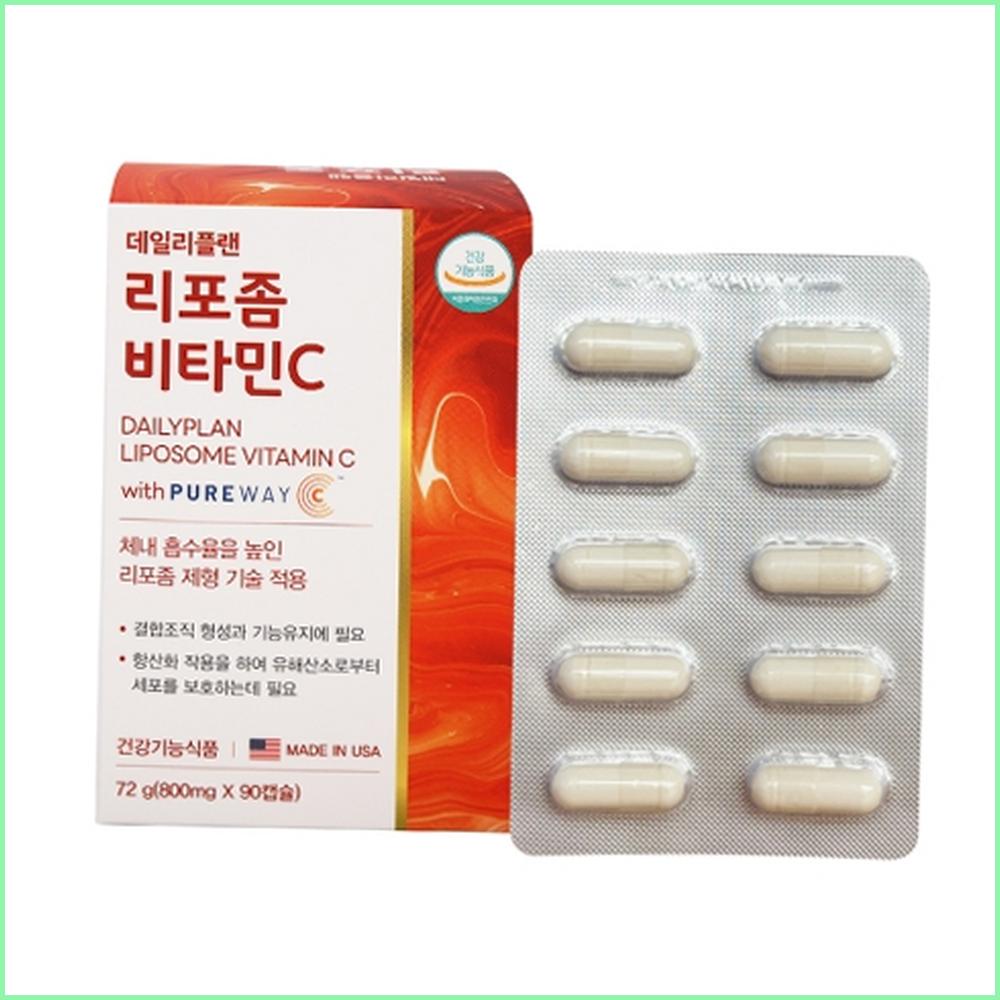 데일리플랜
리포좀
비타민C
DAILYPLAN
LIPOSOME VITAMIN C
with PUREWAY C™
체내 흡수율을 높인
리포좀 제형 기술 적용
• 결합조직 형성과 기능유지에 필요
• 항산화 작용을 하여 유해산소로부터
세포를 보호하는데 필요
건강기능식품 | MADE IN USA
72 g(800mg X 90캡슐)
건강
기능식품